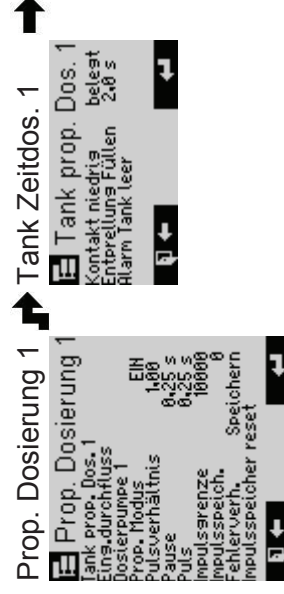 Prop. Dosierung 1
Prop. Dosierung 1
Tank prop. Dos. 1
Eing.durchfluss
Dosierpumpe 1
Prop. Modus EIN
Pulsverhältnis 1,00
Pause 0,25 s
Puls 0,25 s
Impulsgrenze 10000
Impulsspeich. 0
Fehlerverh. Speichern
Impulsspeicher reset
Tank Zeitdos. 1
Tank prop. Dos. 1
Kontakt niedrig belegt
Entprellung Füllen 2,0 s
Alarm Tank leer